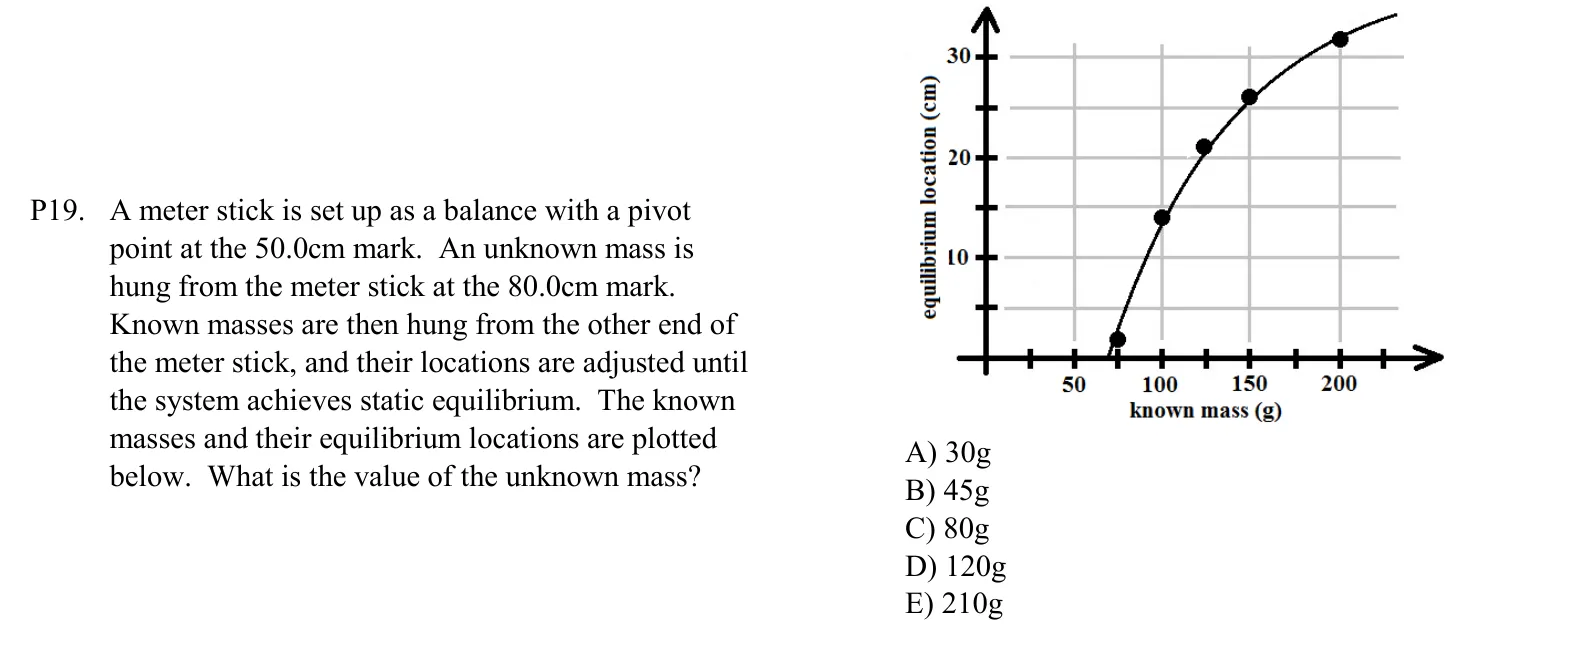 P19. A meter stick is set up as a balance with a pivot
point at the 50.0cm mark. An unknown mass is
hung from the meter stick at the 80.0cm mark.
Known masses are then hung from the other end of
the meter stick, and their locations are adjusted until
the system achieves static equilibrium. The known
masses and their equilibrium locations are plotted
below. What is the value of the unknown mass?
equilibrium location (cm)
30
20
10
50 100 150 200
known mass (g)
A) 30g
B) 45g
C) 80g
D) 120g
E) 210g